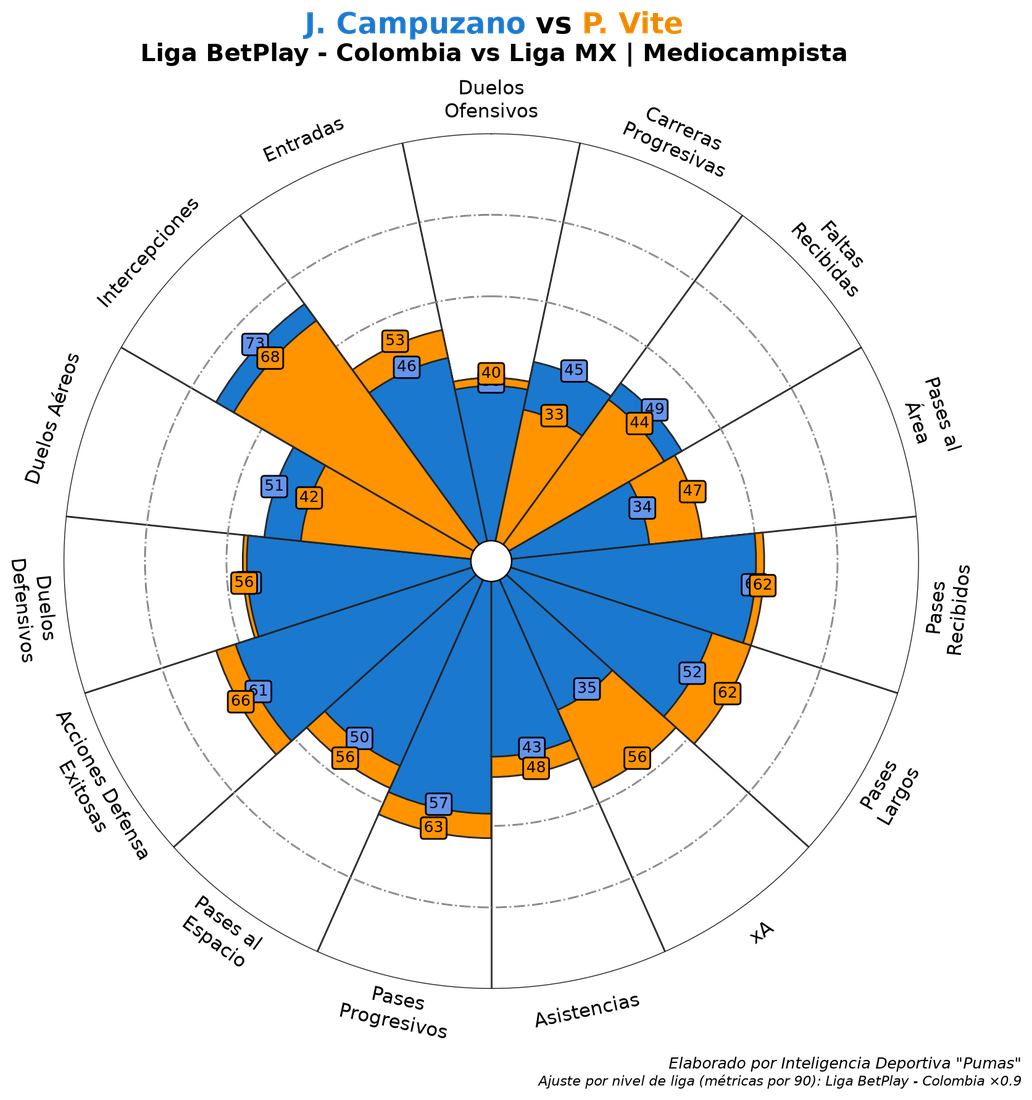 J. Campuzano vs P. Vite
Liga BetPlay - Colombia vs Liga MX | Mediocampista
Duelos
Ofensivos
40
Carreras
Progresivas
45
33
Faltas
Recibidas
49
44
Pases al
Área
47
34
Pases
Recibidos
62
Pases
Largos
52
62
xA
35
56
Asistencias
43
48
Pases
Progresivos
57
63
Pases al
Espacio
50
56
Acciones Defensa
Exitosas
61
66
Duelos
Defensivos
56
Duelos Aéreos
51
42
Intercepciones
73
68
Entradas
53
46
Elaborado por Inteligencia Deportiva "Pumas"
Ajuste por nivel de liga (métricas por 90): Liga BetPlay - Colombia ×0.9